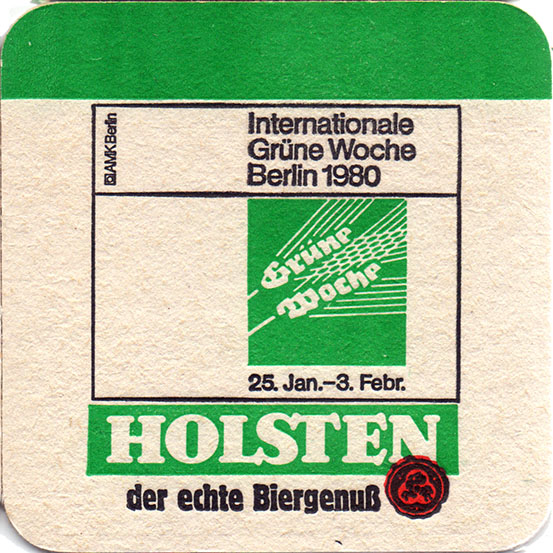 AMK Berlin
Internationale
Grüne Woche
Berlin 1980
Grüne
Woche
25. Jan.–3. Febr.
HOLSTEN
der echte Biergenuß